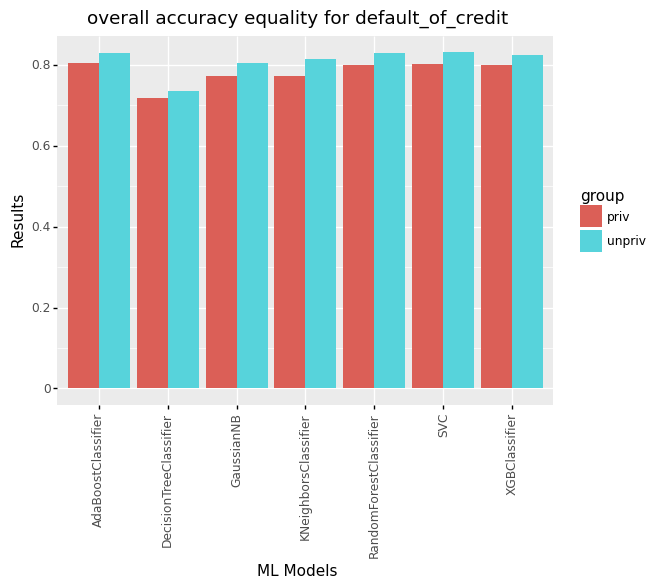 overall accuracy equality for default_of_credit
Results
0.8
0.6
0.4
0.2
0
AdaBoostClassifier
DecisionTreeClassifier
GaussianNB
KNeighborsClassifier
RandomForestClassifier
SVC
XGBClassifier
ML Models
group
priv
unpriv